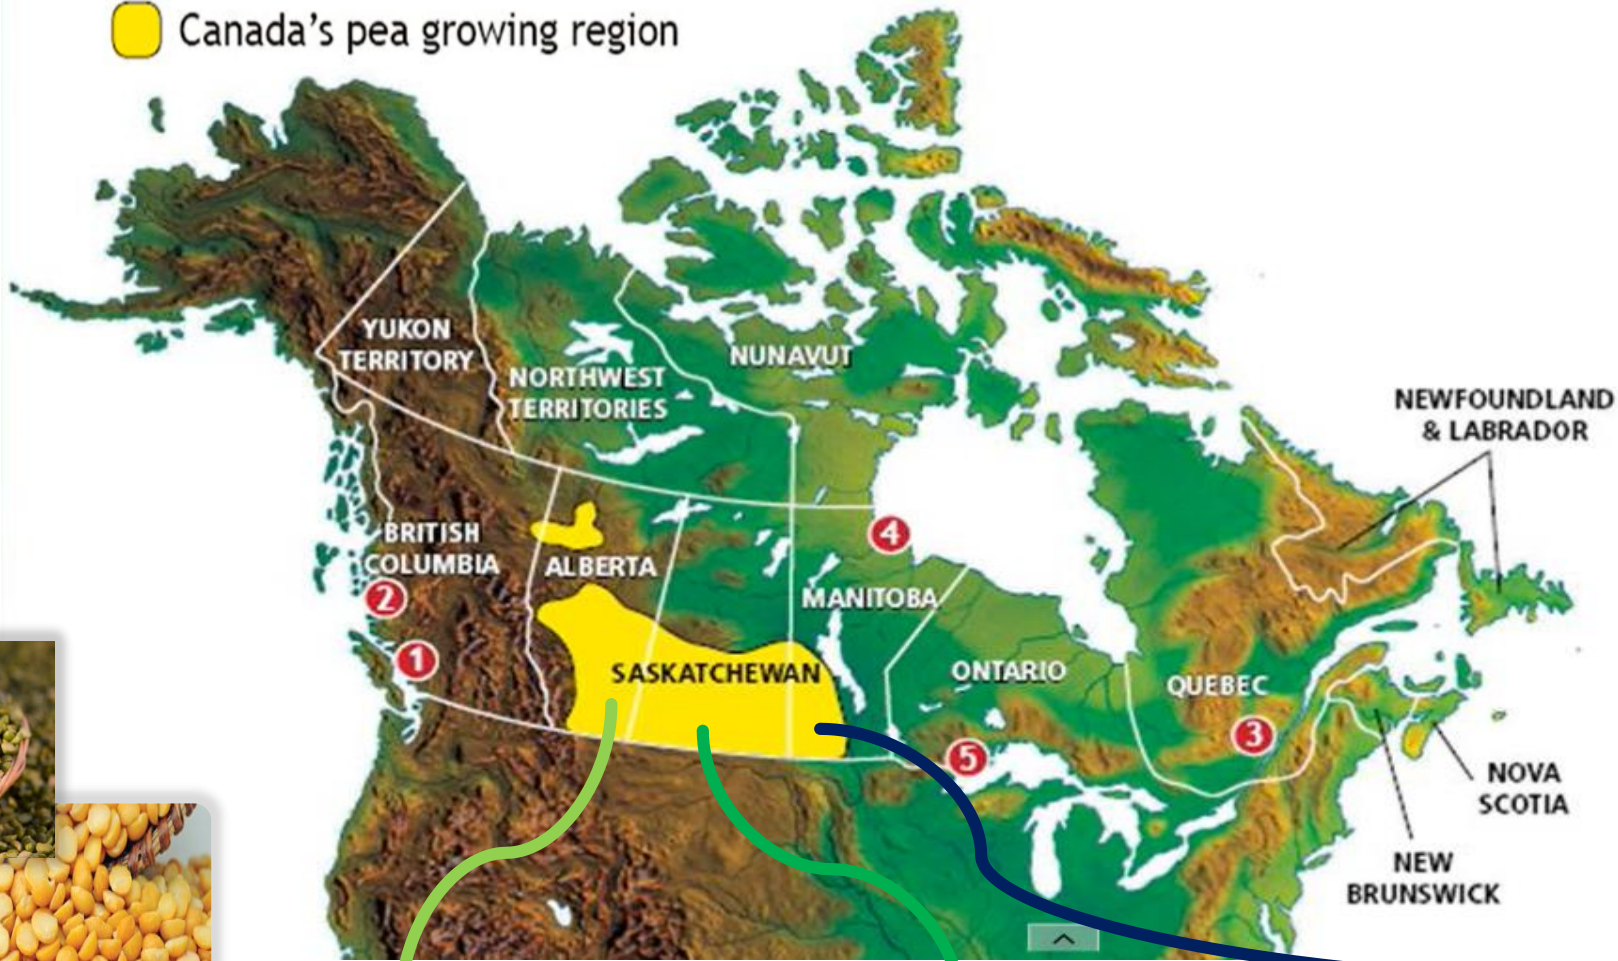 Canada's pea growing region
YUKON
TERRITORY
NORTHWEST
TERRITORIES
NUNAVUT
NEWFOUNDLAND
& LABRADOR
BRITISH
COLUMBIA
ALBERTA
4
2
MANITOBA
1
SASKATCHEWAN
ONTARIO
QUEBEC
3
5
NOVA
SCOTIA
NEW
BRUNSWICK